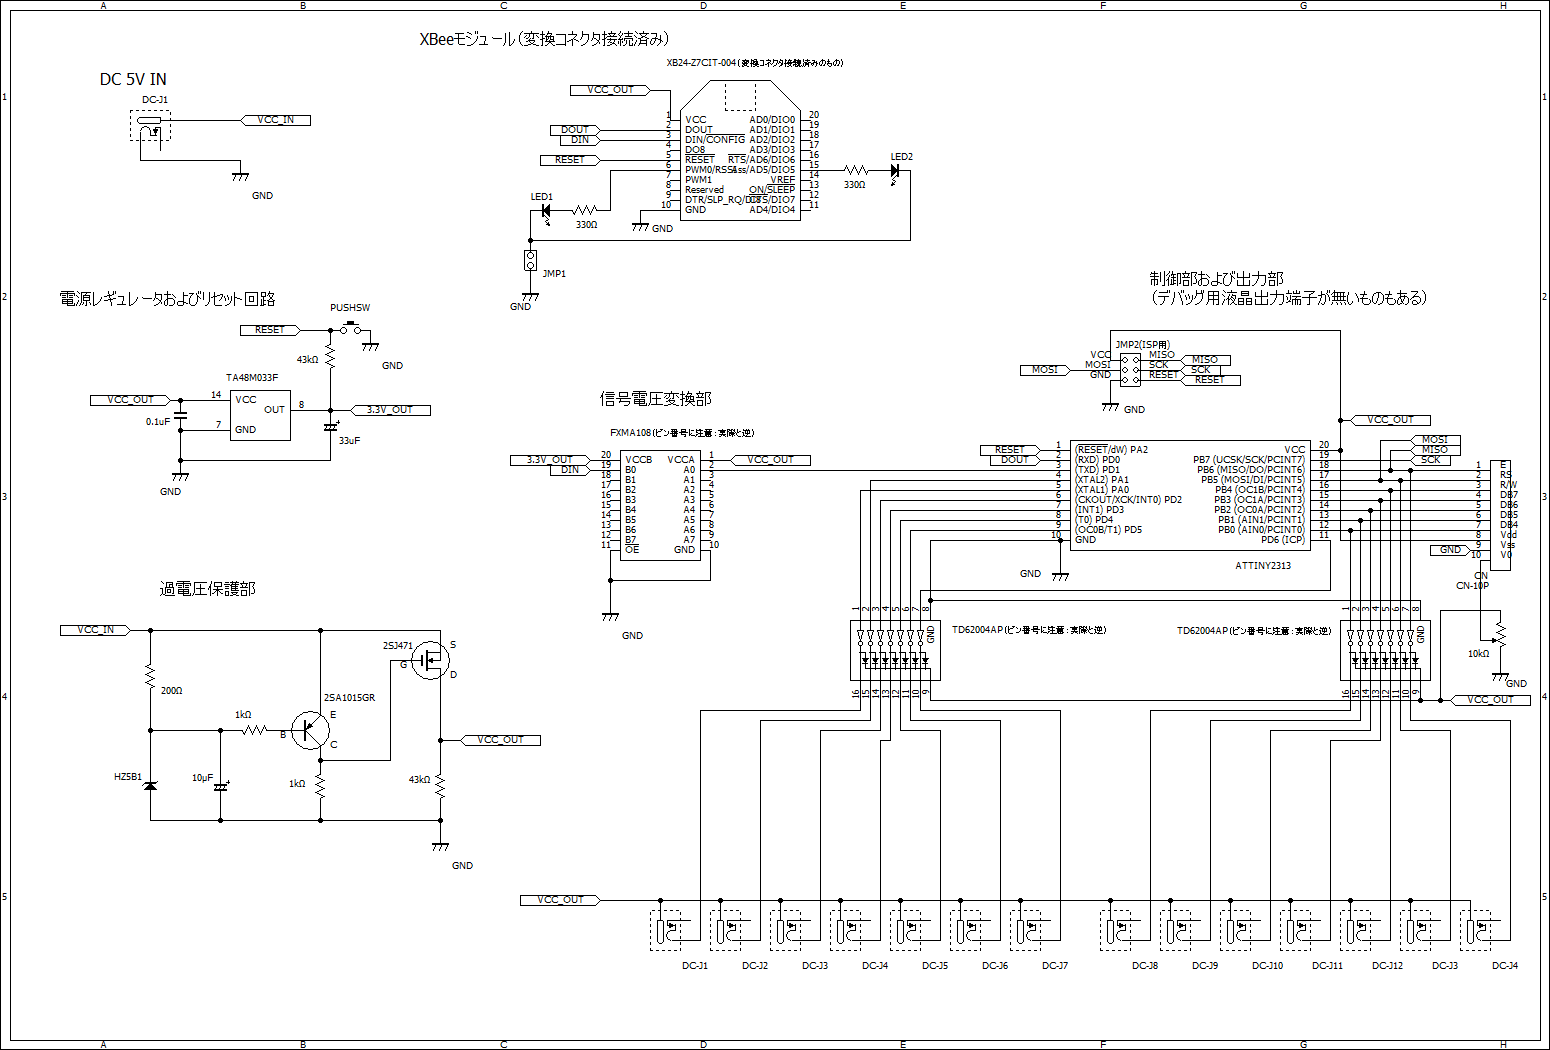 A B C D E F G H
XBeeモジュール(変換コネクタ接続済み)
XB24-Z7CIT-004(変換コネクタ接続済みのもの)
DC 5V IN
DC-J1
VCC_IN
GND
1
VCC_OUT
DOUT
DIN
RESET
1 VCC AD0/DIO0 20
2 DOUT AD1/DIO1 19
3 DIN/CONFIG AD2/DIO2 18
4 DO8 AD3/DIO3 17
5 RESET RTS/AD6/DIO6 16
6 PWM0/RSSI Ass/AD5/DIO5 15
7 PWM1 VREF 14
8 Reserved ON/SLEEP 13
9 DTR/SLP_RQ/DI8 CTS/DIO7 12
10 GND AD4/DIO4 11
330Ω
LED2
LED1
330Ω
GND
JMP1
GND
2
電源レギュレータおよびリセット回路
PUSHSW
RESET
GND
43kΩ
TA48M033F
VCC_OUT
14 VCC
OUT 8
7 GND
3.3V_OUT
0.1uF
33uF
GND
制御部および出力部
(デバッグ用液晶出力端子が無いものもある)
JMP2(ISP用)
VCC MISO MISO
MOSI MOSI SCK SCK
GND RESET RESET
GND
VCC_OUT
信号電圧変換部
FXMA108(ピン番号に注意:実際と逆)
3.3V_OUT
DIN
VCC_OUT
20 VCCB VCCA 1
19 B0 A0 2
18 B1 A1 3
17 B2 A2 4
16 B3 A3 5
15 B4 A4 6
14 B5 A5 7
13 B6 A6 8
12 B7 A7 9
11 OE GND 10
GND
RESET
DOUT
1 (RESET/dW) PA2 VCC 20
2 (RXD) PD0 PB7 (UCSK/SCK/PCINT7) 19
3 (TXD) PD1 PB6 (MISO/DO/PCINT6) 18
4 (XTAL2) PA1 PB5 (MOSI/DI/PCINT5) 17
5 (XTAL1) PA0 PB4 (OC1B/PCINT4) 16
6 (CKOUT/XCK/INT0) PD2 PB3 (OC1A/PCINT3) 15
7 (INT1) PD3 PB2 (OC0A/PCINT2) 14
8 (T0) PD4 PB1 (AIN1/PCINT1) 13
9 (OC0B/T1) PD5 PB0 (AIN0/PCINT0) 12
10 GND PD6 (ICP) 11
GND
ATTINY2313
MOSI
MISO
SCK
1 E
2 RS
3 R/W
4 DB7
5 DB6
6 DB5
7 DB4
8 Vdd
9 Vss
10 V0
GND
CN
CN-10P
3
過電圧保護部
VCC_IN
2SJ471
S
G
D
200Ω
2SA1015GR
1kΩ
B
E
C
VCC_OUT
HZ5B1
10μF
1kΩ
43kΩ
GND
1 2 3 4 5 6 7 8
GND
TD62004AP(ピン番号に注意:実際と逆)
16 15 14 13 12 11 10 9
1 2 3 4 5 6 7 8
GND
TD62004AP(ピン番号に注意:実際と逆)
16 15 14 13 12 11 10 9
10kΩ
GND
VCC_OUT
4
VCC_OUT
5
DC-J1 DC-J2 DC-J3 DC-J4 DC-J5 DC-J6 DC-J7 DC-J8 DC-J9 DC-J10 DC-J11 DC-J12 DC-J3 DC-J4
A B C D E F G H